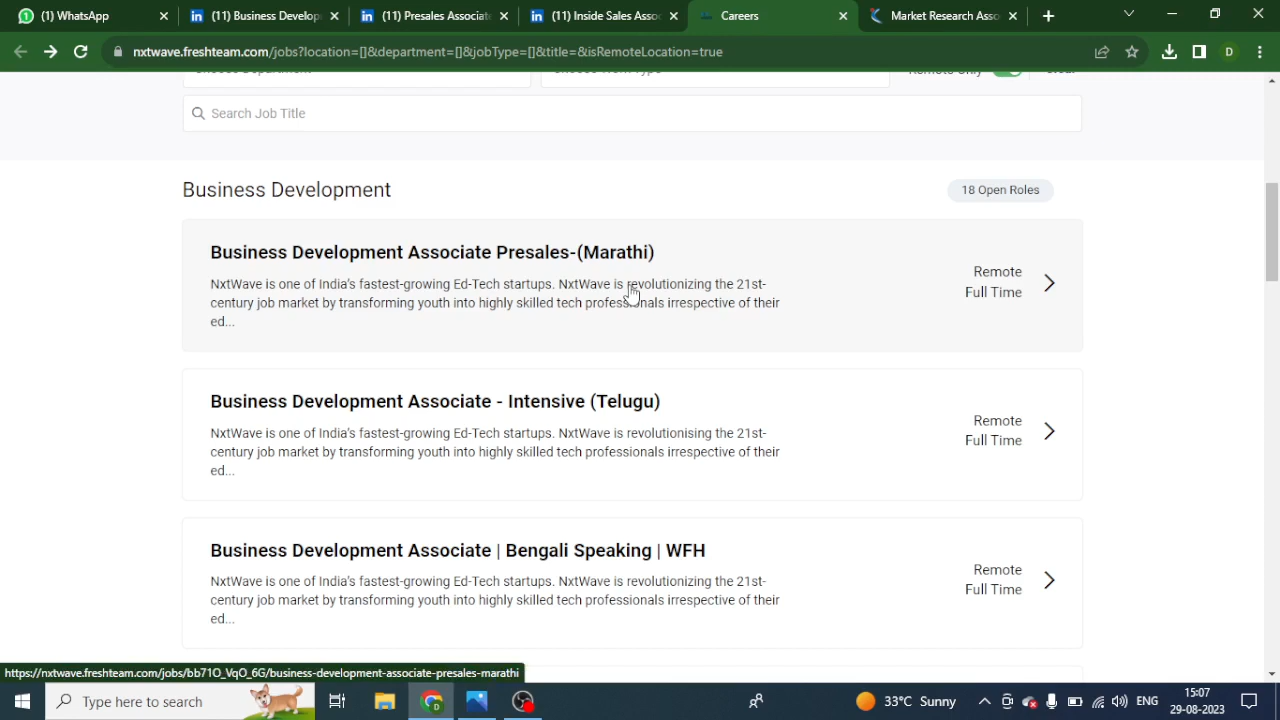 (1) WhatsApp
(11) Business Develop
(11) Presales Associat
(11) Inside Sales Asso
Careers
Market Research Asso
nxtwave.freshteam.com/jobs?location=[]&department=[]&jobType=[]&title=&isRemoteLocation=true
D
Search Job Title
Business Development
18 Open Roles
Business Development Associate Presales-(Marathi)
NxtWave is one of India's fastest-growing Ed-Tech startups. NxtWave is revolutionizing the 21st-
century job market by transforming youth into highly skilled tech professionals irrespective of their
ed...
Remote
Full Time
Business Development Associate - Intensive (Telugu)
NxtWave is one of India's fastest-growing Ed-Tech startups. NxtWave is revolutionising the 21st-
century job market by transforming youth into highly skilled tech professionals irrespective of their
ed...
Remote
Full Time
Business Development Associate | Bengali Speaking | WFH
NxtWave is one of India's fastest-growing Ed-Tech startups. NxtWave is revolutionizing the 21st-
century job market by transforming youth into highly skilled tech professionals irrespective of their
ed...
Remote
Full Time
https://nxtwave.freshteam.com/jobs/bb71O_VqO_6G/business-development-associate-presales-marathi
Type here to search
33°C Sunny
ENG
15:07
29-08-2023